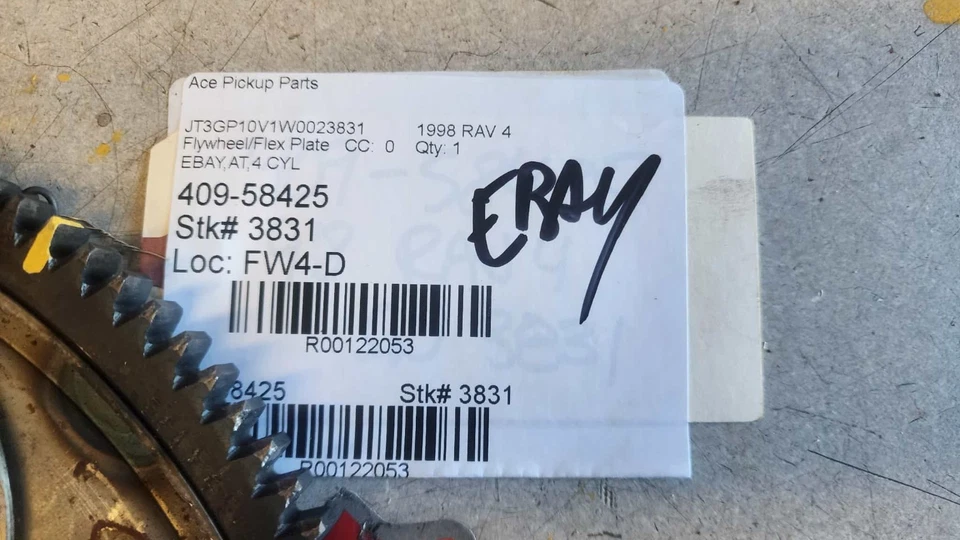 Ace Pickup Parts
JT3GP10V1W0023831 1998 RAV 4
Flywheel/Flex Plate CC: 0 Qty: 1
EBAY,AT,4 CYL
409-58425
Stk# 3831
Loc: FW4-D
EBAY
R00122053
8425 Stk# 3831
R00122053